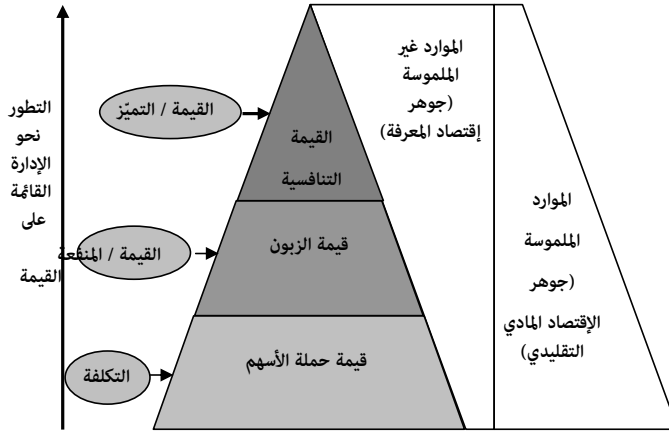 التطور
نحو
الإدارة
القائمة
على
القيمة
القيمة / التميّز
القيمة / المنفعة
التكلفة
القيمة
التنافسية
قيمة الزبون
قيمة حملة الأسهم
الموارد غير
الملموسة
(جوهر
إقتصاد المعرفة)
الموارد
الملموسة
(جوهر
الإقتصاد المادي
التقليدي)